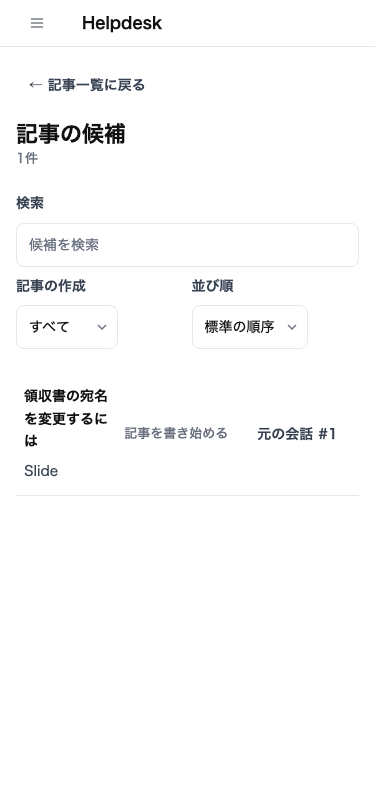 Helpdesk
← 記事一覧に戻る
記事の候補
1件
検索
候補を検索
記事の作成
並び順
すべて
標準の順序
領収書の宛名
を変更するに
は
Slide
記事を書き始める
元の会話 #1